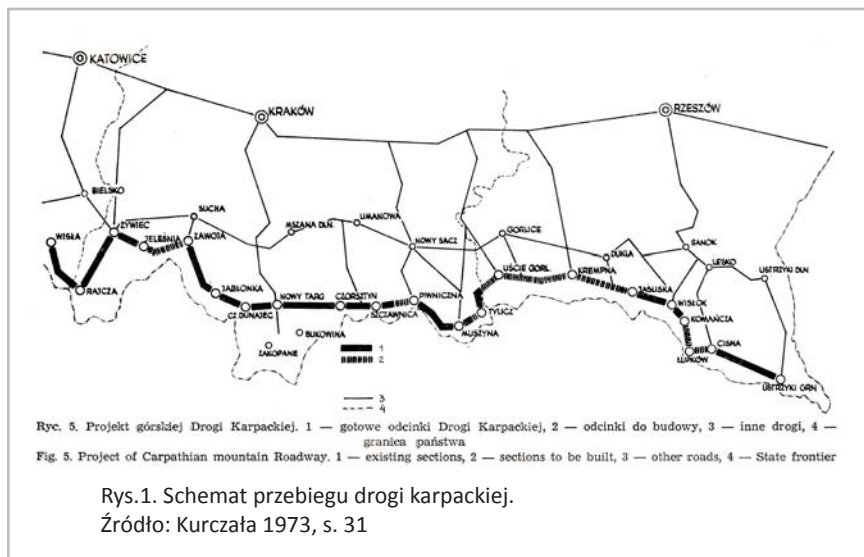 KATOWICE
KRAKÓW
RZESZÓW
BIELSKO
WISŁA
ŻYWIEC
SUCHA
JELEŚNIA
ZAWOJA
RAJCZA
MSZANA DLN.
LIMANOWA
NOWY SĄCZ
GORLICE
DUKLA
SANOK
LESKO
USTRZYKI DLN
JABŁONKA
CZ. DUNAJEC
NOWY TARG
CZORSZTYN
SZCZAWNICA
PIWNICZNA
MUSZYNA
TYLICZ
UŚCIE GORL.
KREMPNA
JAŚLISKA
WISŁOK
KOMAŃCZA
ŁUPKÓW
CISNA
USTRZYKI GRN
BUKOWINA
ZAKOPANE
1
2
3
4
Ryc. 5. Projekt górskiej Drogi Karpackiej. 1 — gotowe odcinki Drogi Karpackiej, 2 — odcinki do budowy, 3 — inne drogi, 4 —
granica państwa
Fig. 5. Project of Carpathian mountain Roadway. 1 — existing sections, 2 — sections to be built, 3 — other roads, 4 — State frontier
Rys.1. Schemat przebiegu drogi karpackiej.
Źródło: Kurczała 1973, s. 31